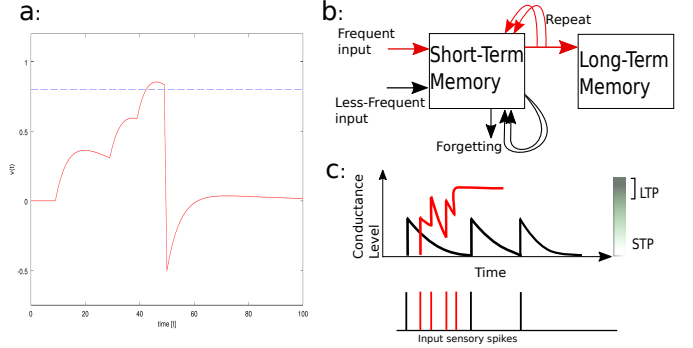 a:
1
0.5
0
-0.5
v(t)
0
20
40
60
80
100
time [t]
b:
Frequent
input
Repeat
Short-Term
Memory
Long-Term
Memory
Less-Frequent
input
Forgetting
c:
Conductance
Level
Time
LTP
STP
Input sensory spikes